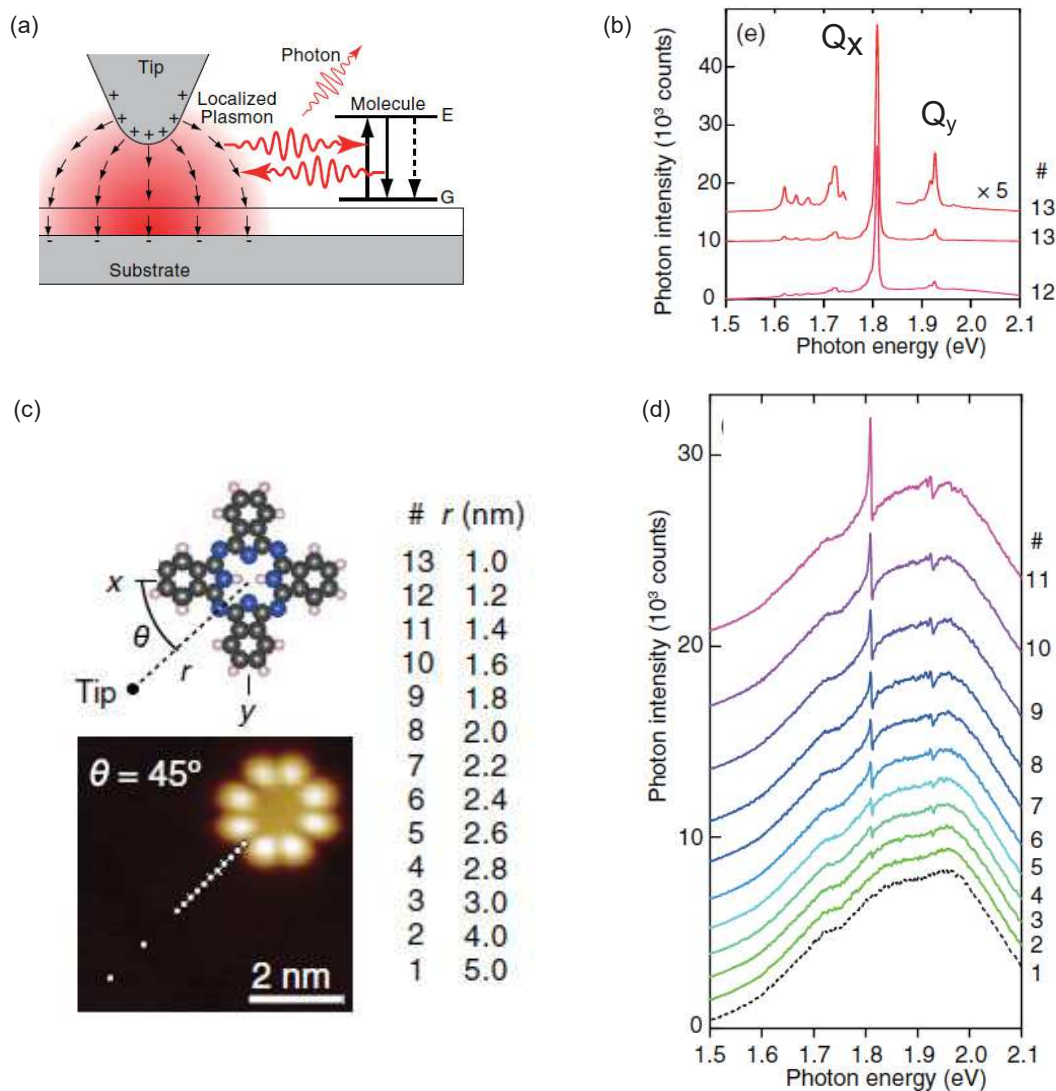 (a)
Tip
+ + + + + + +
Localized
Plasmon
Photon
Molecule
E
G
- - - - -
Substrate
(b)
(e)
Qx
Qy
× 5
#
13
13
12
Photon intensity (10³ counts)
40
30
20
10
0
1.5 1.6 1.7 1.8 1.9 2.0 2.1
Photon energy (eV)
(c)
x
θ
r
Tip
y
# r (nm)
13 1.0
12 1.2
11 1.4
10 1.6
9 1.8
8 2.0
7 2.2
6 2.4
5 2.6
4 2.8
3 3.0
2 4.0
1 5.0
θ = 45º
2 nm
(d)
#
11
10
9
8
7
6
5
4
3
2
1
Photon intensity (10³ counts)
30
20
10
0
1.5 1.6 1.7 1.8 1.9 2.0 2.1
Photon energy (eV)